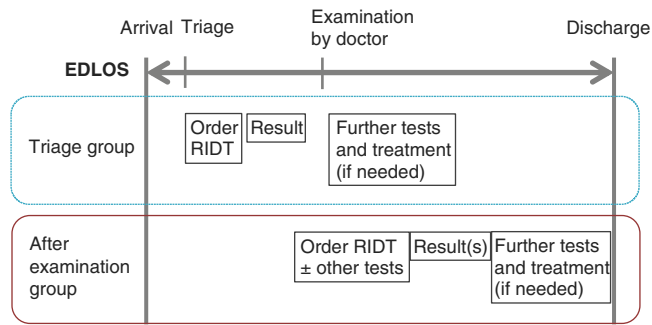 Arrival Triage
Examination
by doctor
Discharge
EDLOS
Triage group
Order
RIDT
Result
Further tests
and treatment
(if needed)
After
examination
group
Order RIDT
± other tests
Result(s)
Further tests
and treatment
(if needed)